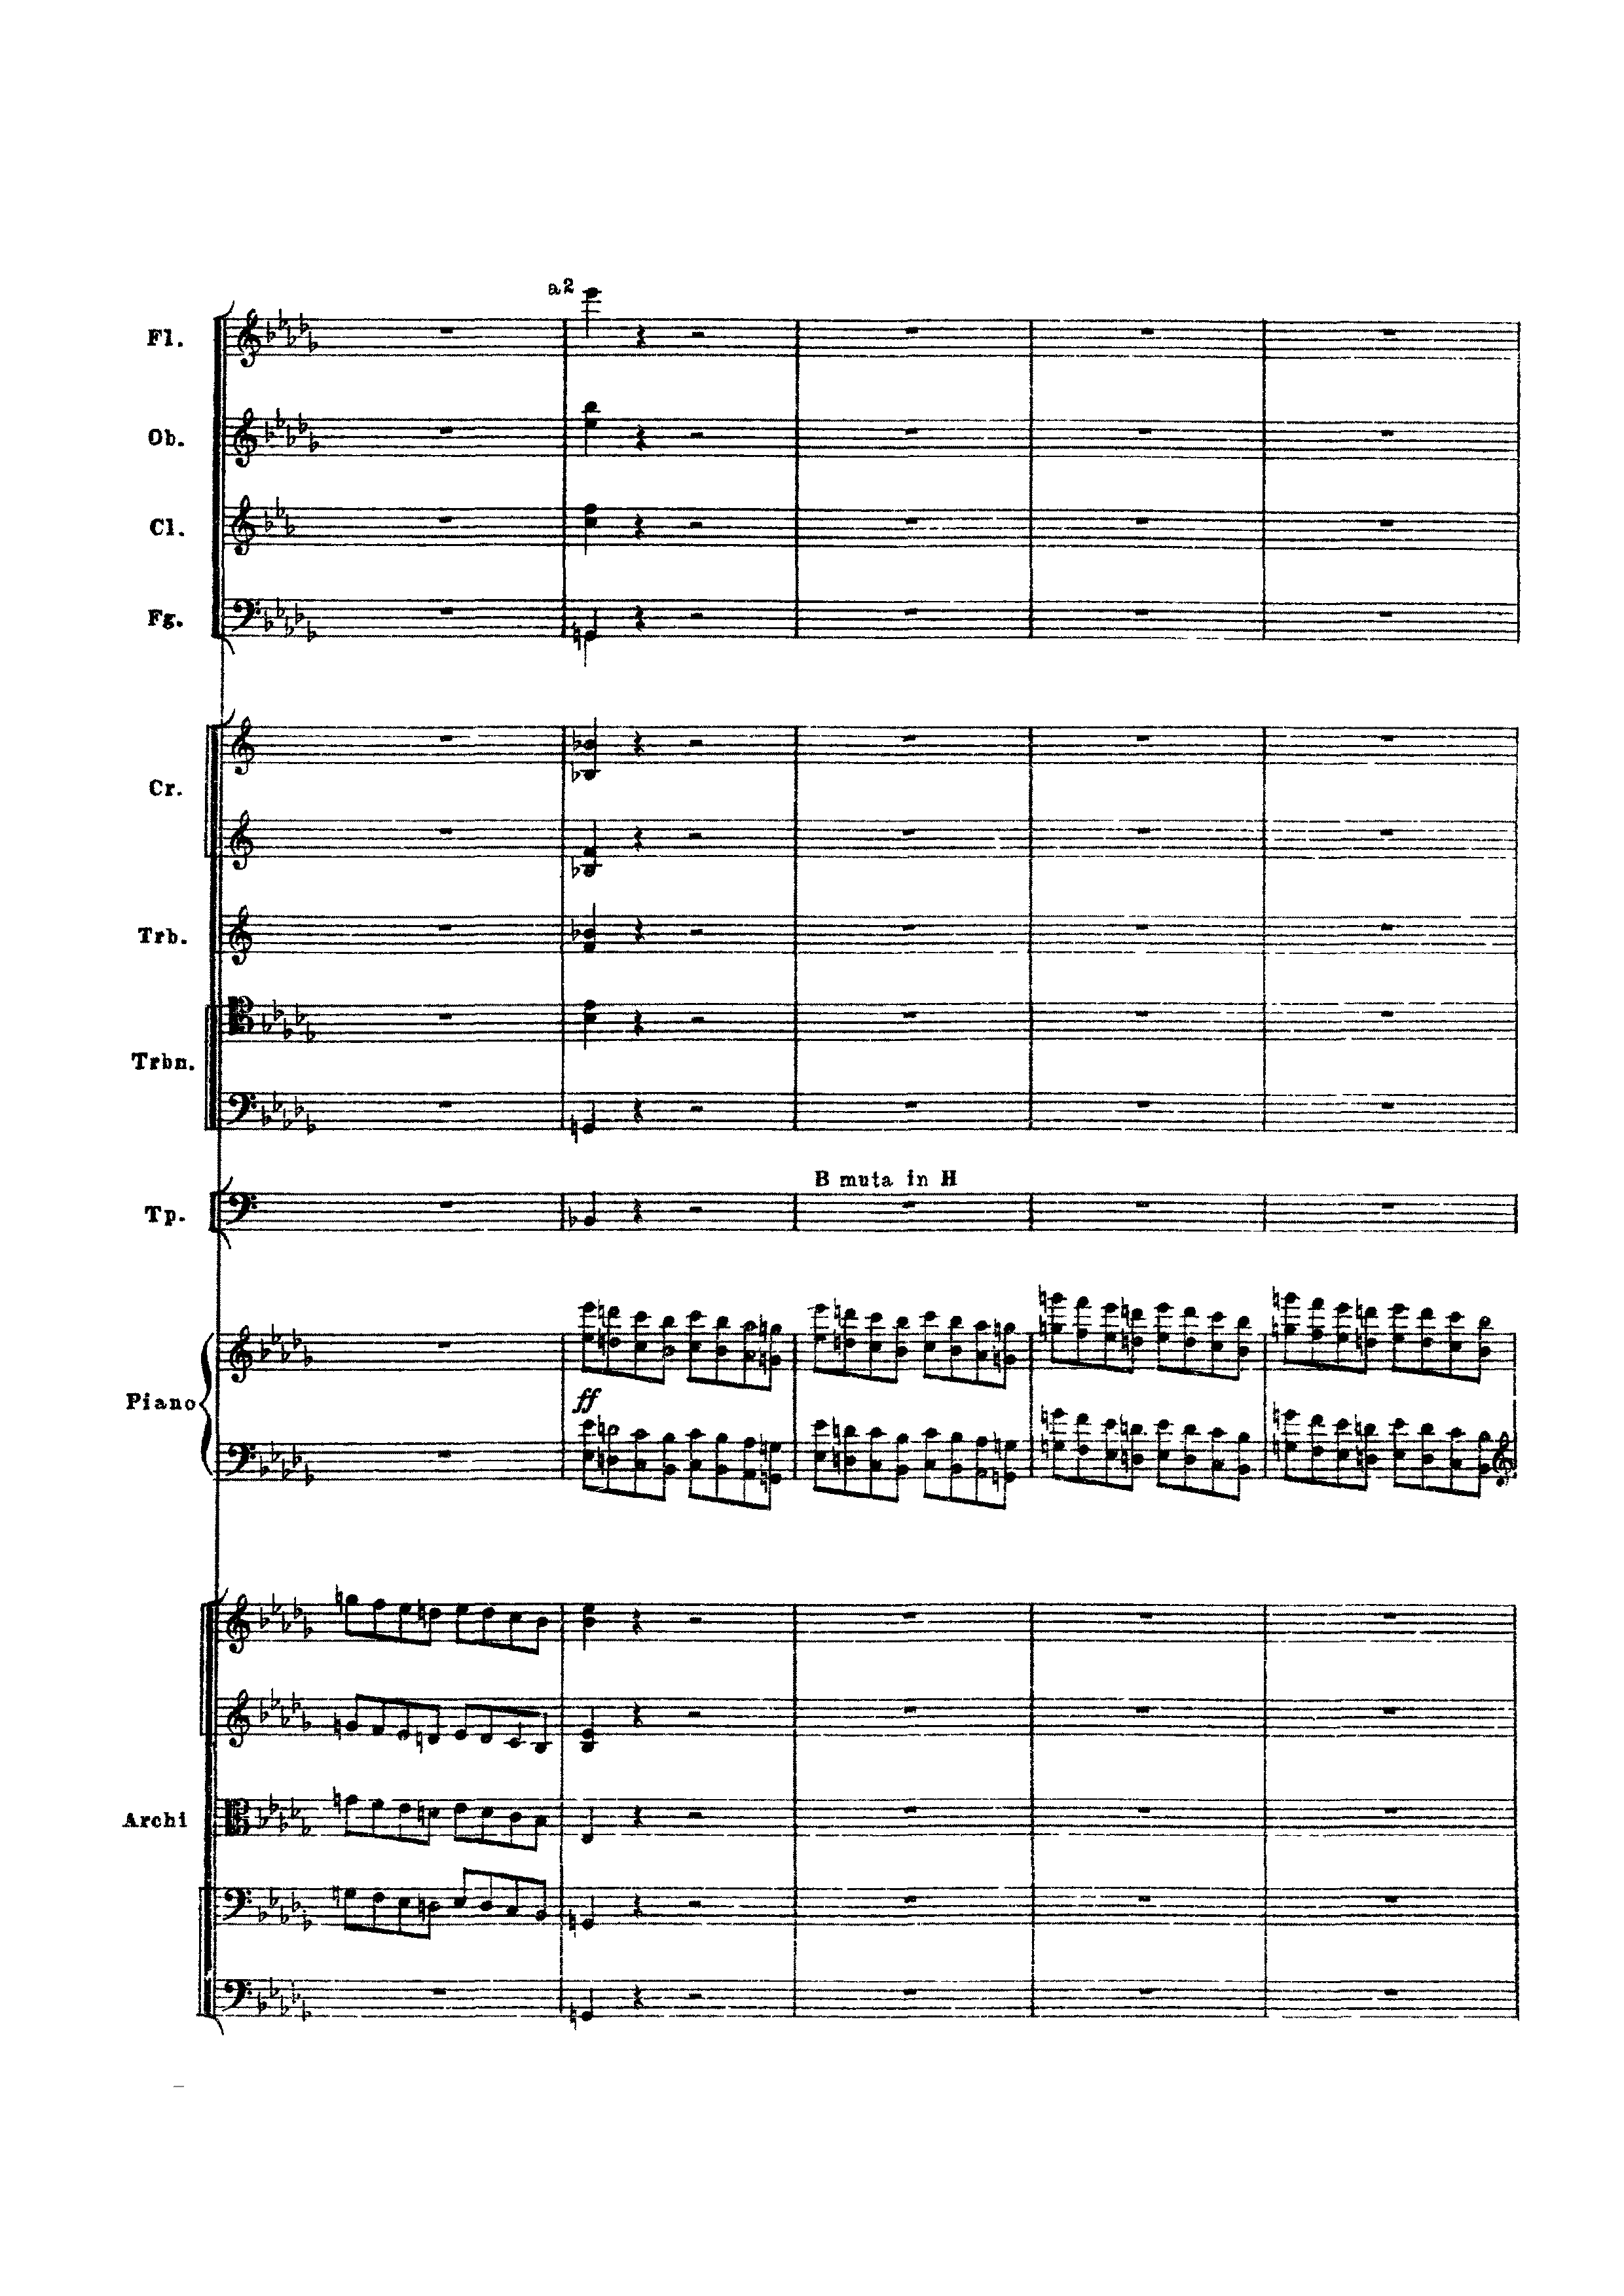 a2
Fl.
Ob.
Cl.
Fg.
Cr.
Trb.
Trbn.
B muta in H
Tp.
Piano
ff
Archi